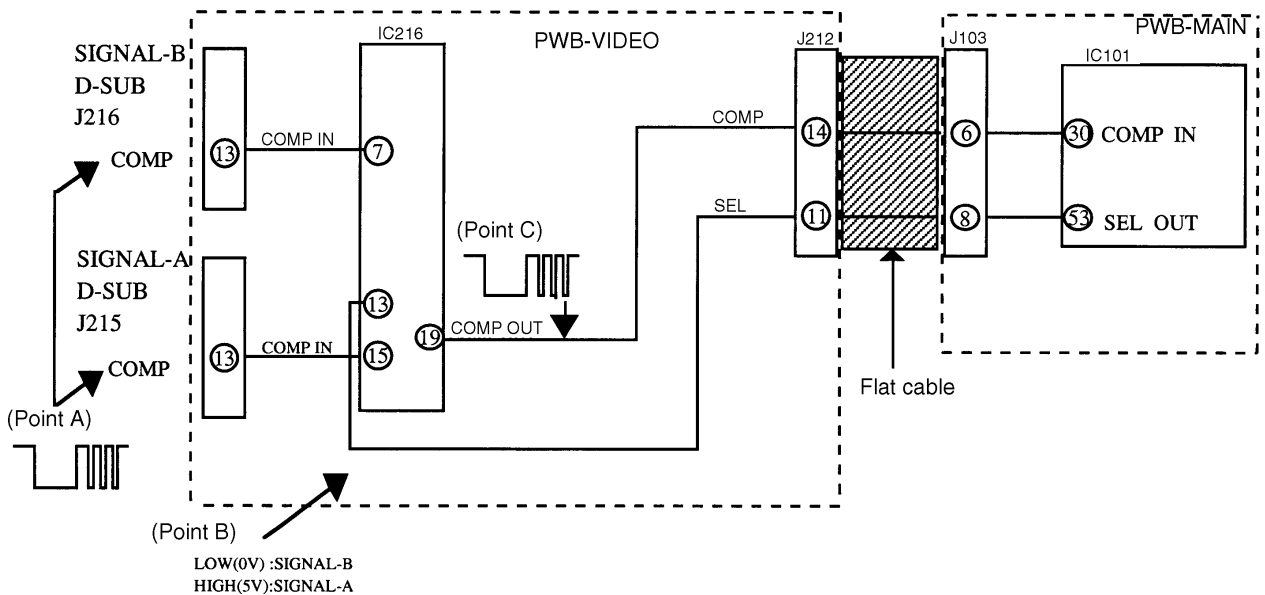 IC216
PWB-VIDEO
J212
J103
PWB-MAIN
IC101
SIGNAL-B
D-SUB
J216
COMP
13
COMP IN
7
COMP
14
6
30 COMP IN
SEL
11
8
53 SEL OUT
(Point C)
SIGNAL-A
D-SUB
J215
COMP
13
COMP IN
13
15
19
COMP OUT
Flat cable
(Point A)
(Point B)
LOW(0V) :SIGNAL-B
HIGH(5V):SIGNAL-A